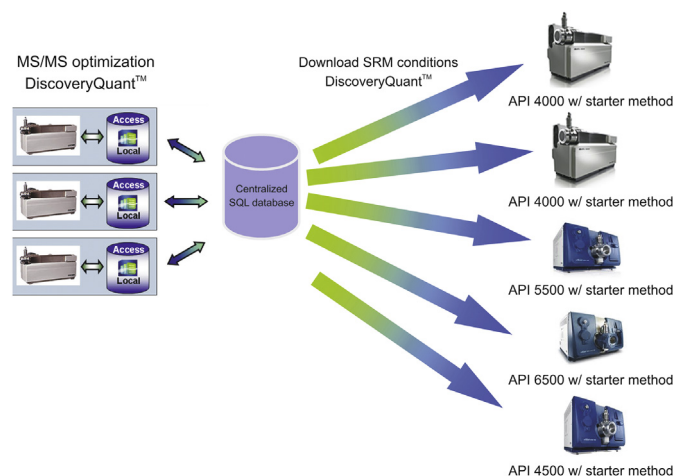 MS/MS optimization
DiscoveryQuant™
Download SRM conditions
DiscoveryQuant™
Access
Local
Access
Local
Access
Local
Centralized
SQL database
API 4000 w/ starter method
API 4000 w/ starter method
API 5500 w/ starter method
API 6500 w/ starter method
API 4500 w/ starter method